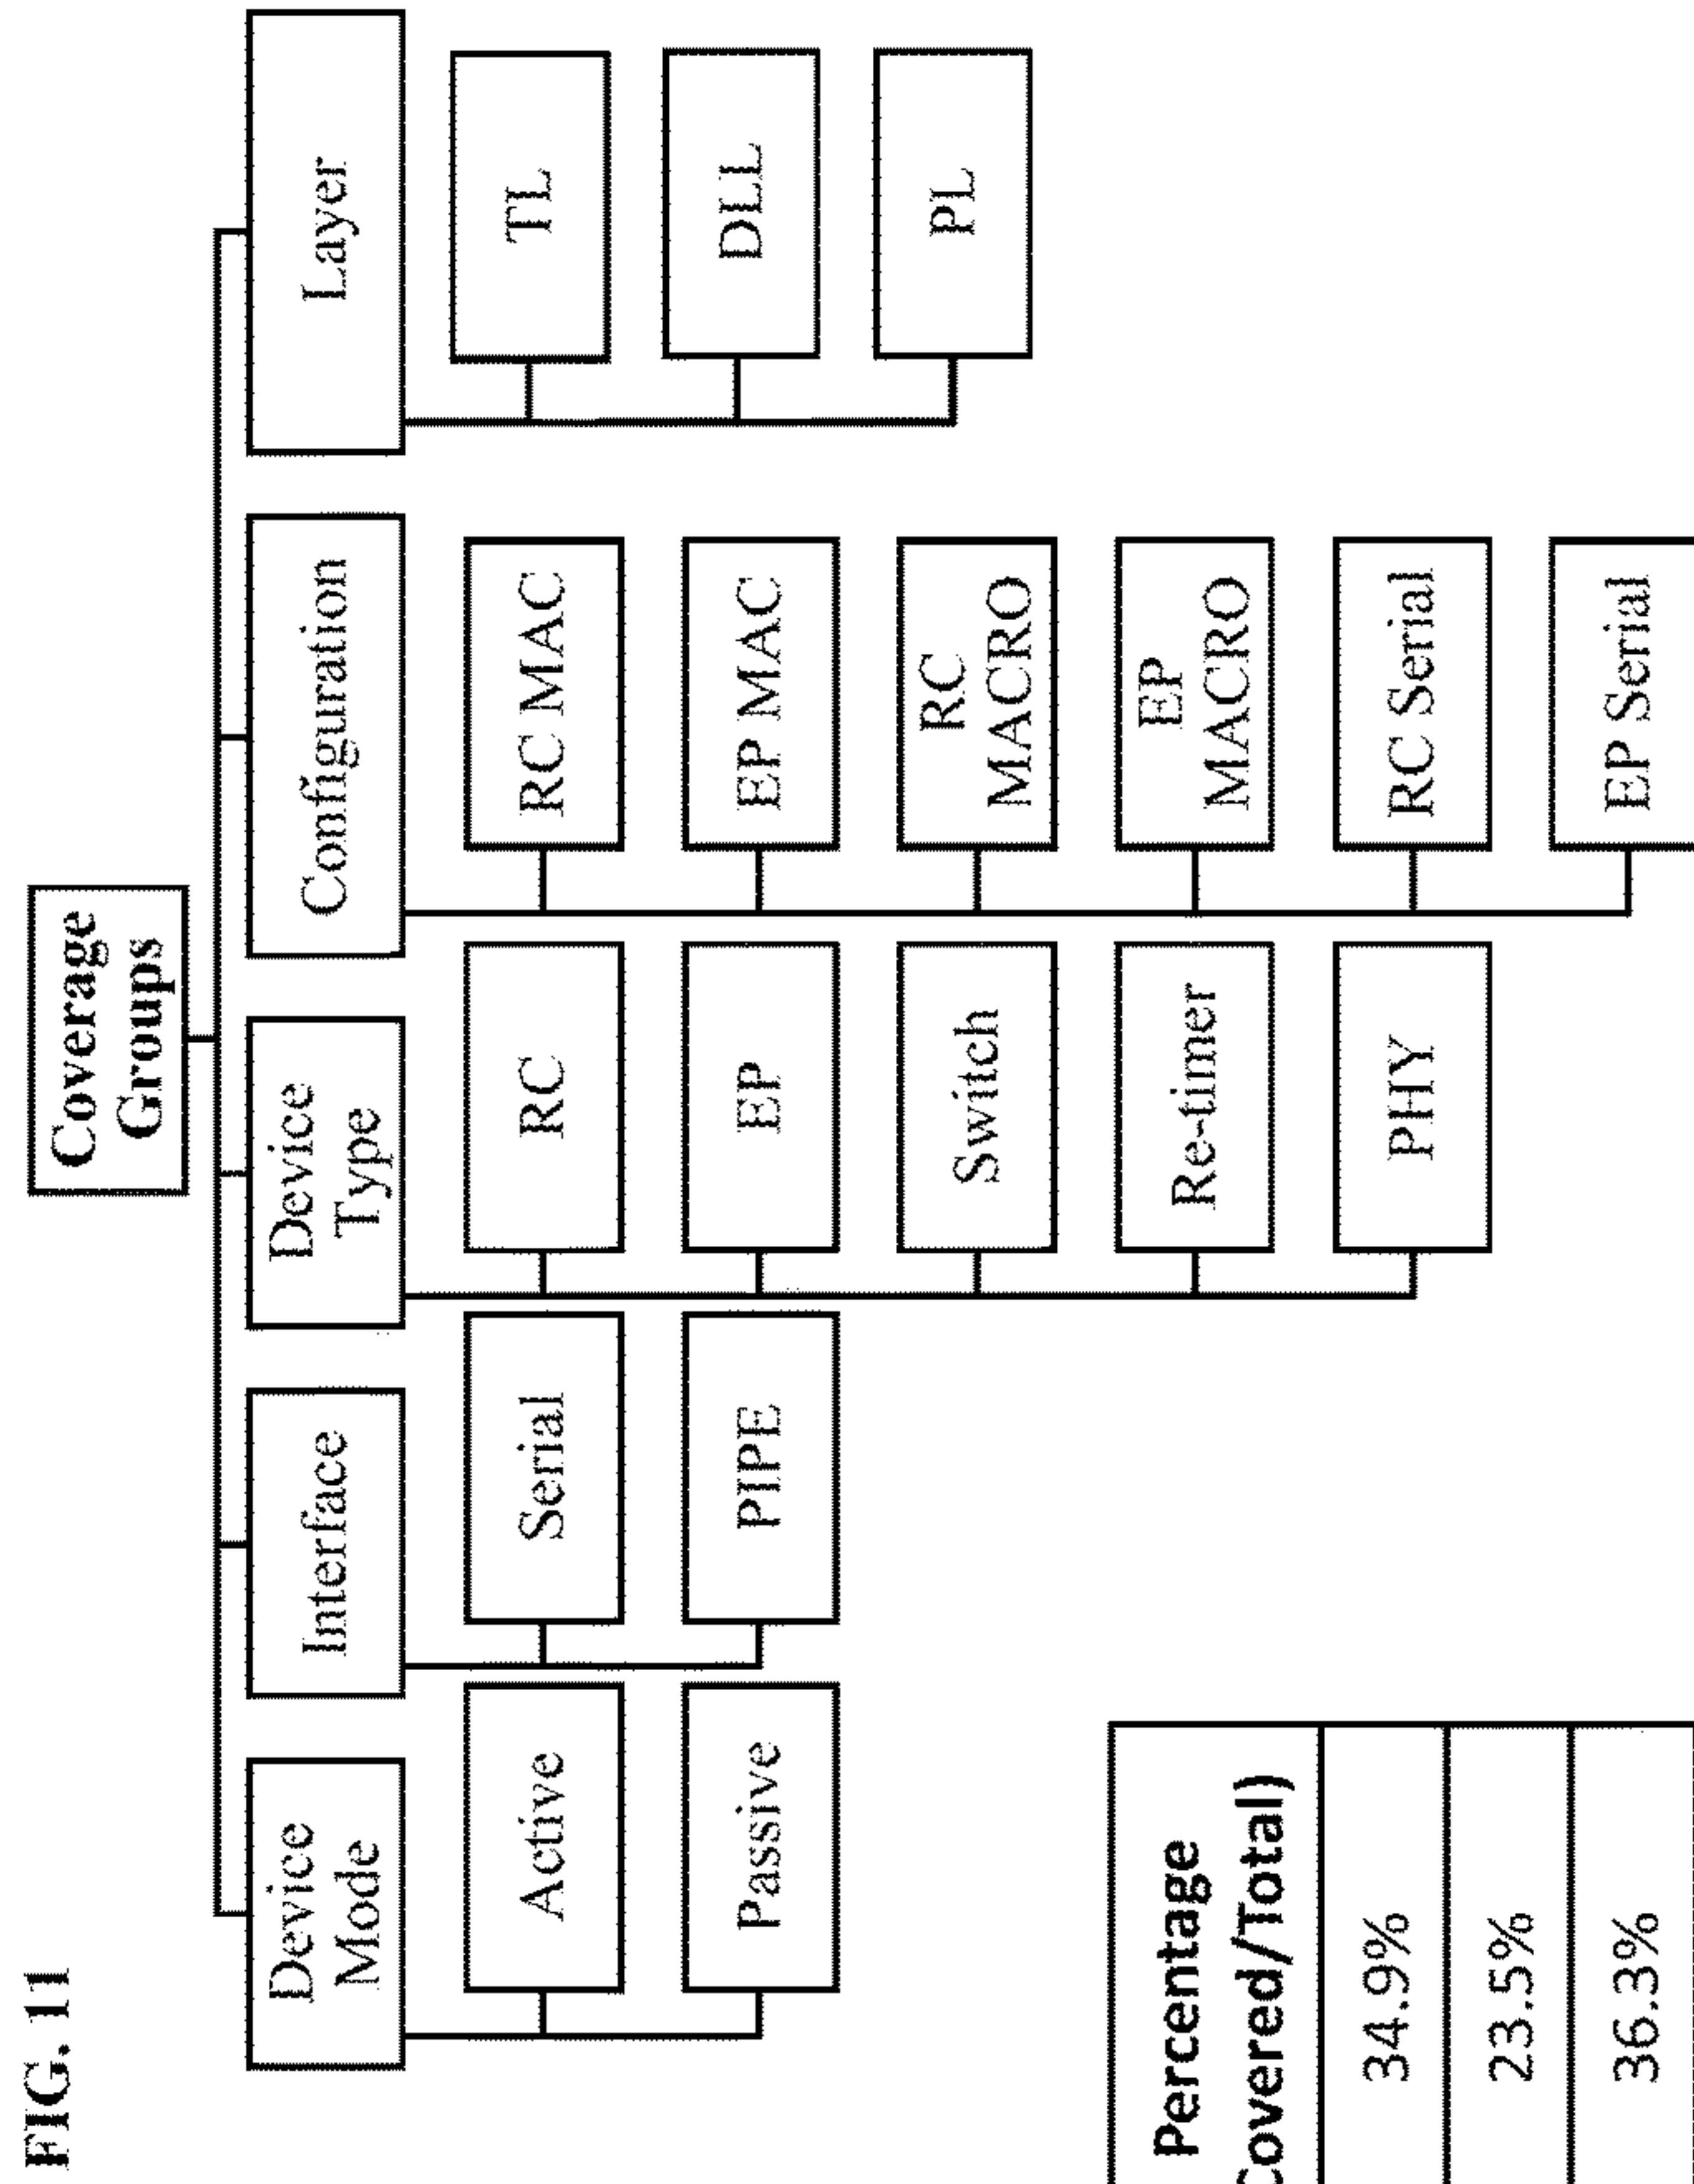 FIG. 11
Coverage
Groups
Device
Mode
Active
Passive
Interface
Serial
PIPE
Device
Type
RC
EP
Switch
Re-timer
PHY
Configuration
RC MAC
EP MAC
RC
MACRO
EP
MACRO
RC Serial
EP Serial
Layer
TL
DLL
PL
Percentage
Covered/Total)
34.9%
23.5%
36.3%